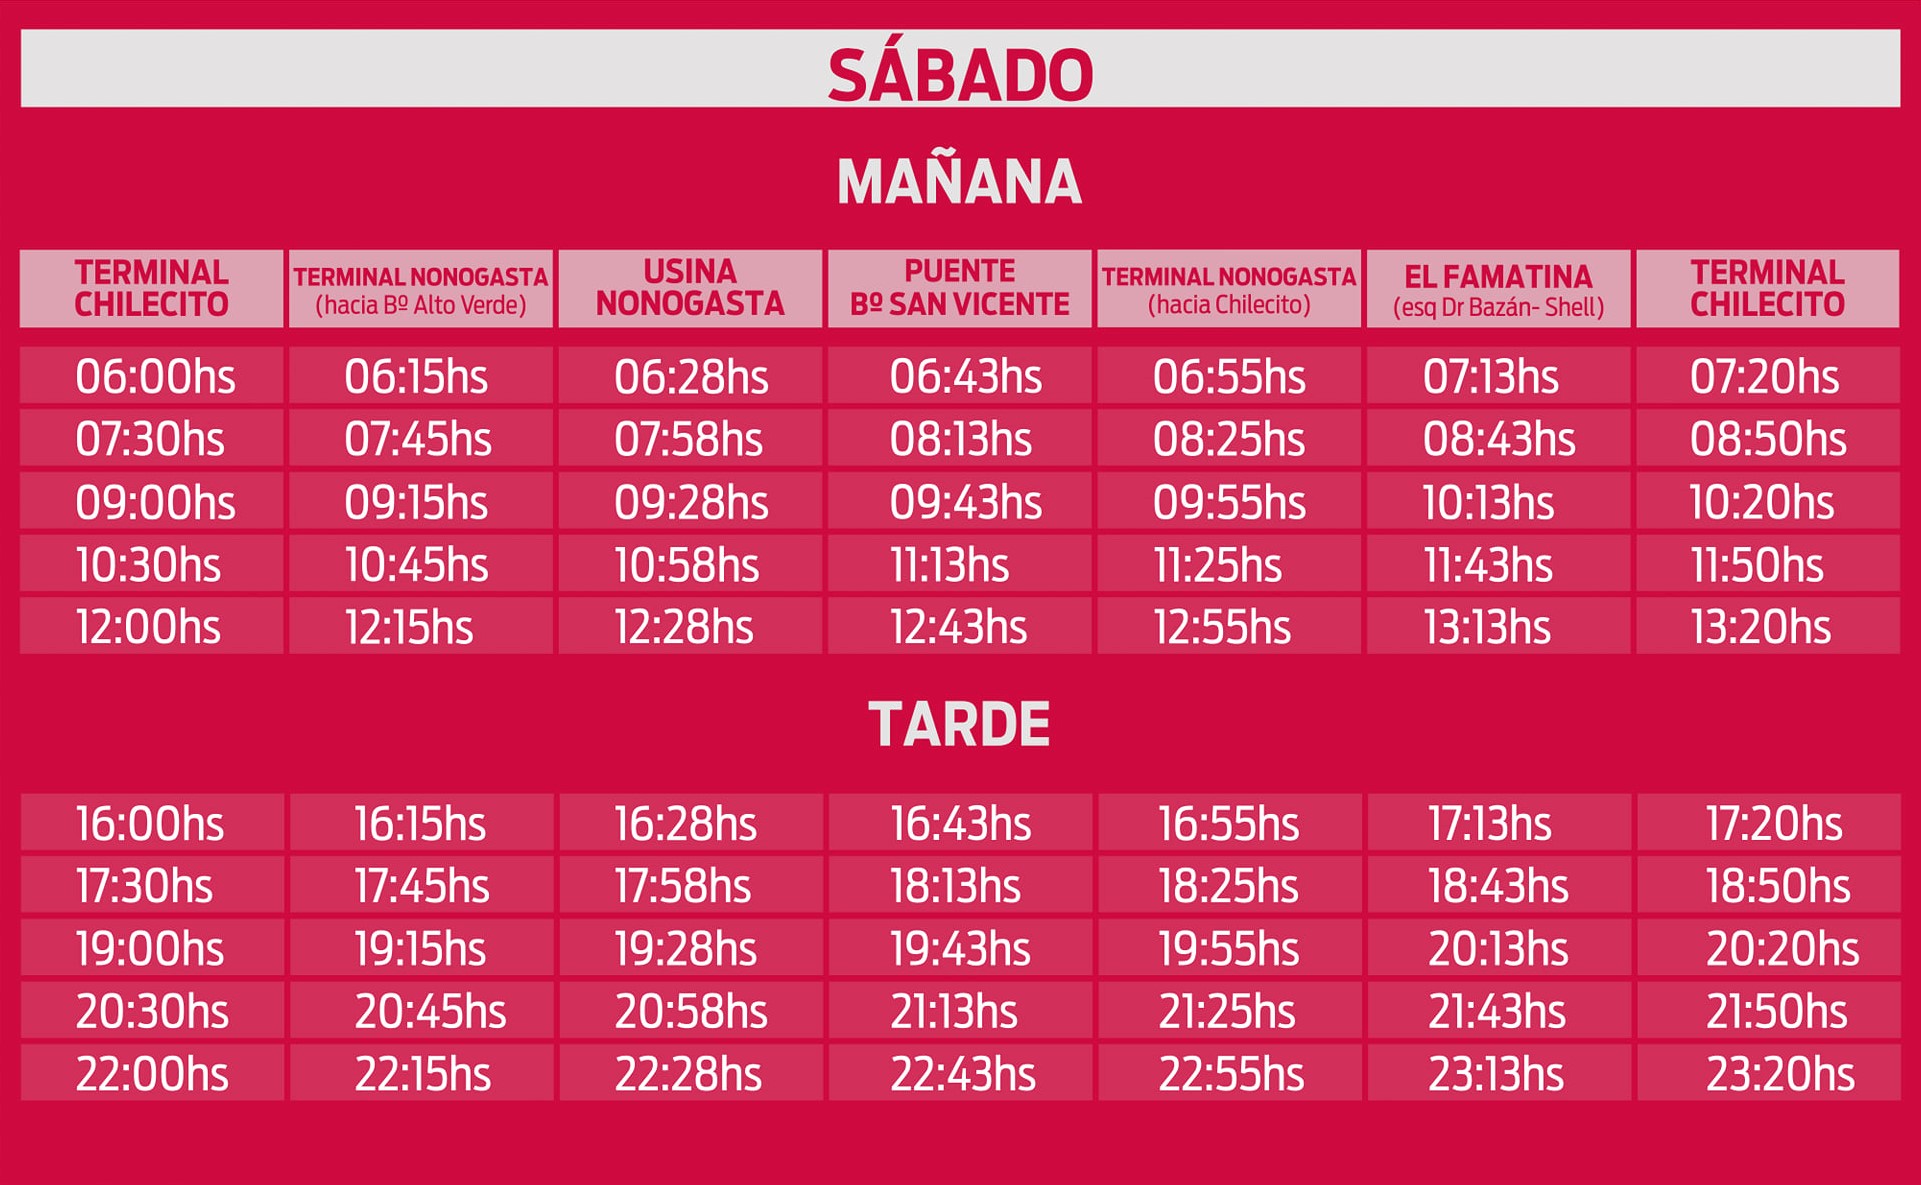 SÁBADO
MAÑANA
TERMINAL CHILECITO TERMINAL NONOGASTA (hacia Bº Alto Verde) USINA NONOGASTA PUENTE Bº SAN VICENTE TERMINAL NONOGASTA (hacia Chilecito) EL FAMATINA (esq Dr Bazán- Shell) TERMINAL CHILECITO
06:00hs 06:15hs 06:28hs 06:43hs 06:55hs 07:13hs 07:20hs
07:30hs 07:45hs 07:58hs 08:13hs 08:25hs 08:43hs 08:50hs
09:00hs 09:15hs 09:28hs 09:43hs 09:55hs 10:13hs 10:20hs
10:30hs 10:45hs 10:58hs 11:13hs 11:25hs 11:43hs 11:50hs
12:00hs 12:15hs 12:28hs 12:43hs 12:55hs 13:13hs 13:20hs
TARDE
16:00hs 16:15hs 16:28hs 16:43hs 16:55hs 17:13hs 17:20hs
17:30hs 17:45hs 17:58hs 18:13hs 18:25hs 18:43hs 18:50hs
19:00hs 19:15hs 19:28hs 19:43hs 19:55hs 20:13hs 20:20hs
20:30hs 20:45hs 20:58hs 21:13hs 21:25hs 21:43hs 21:50hs
22:00hs 22:15hs 22:28hs 22:43hs 22:55hs 23:13hs 23:20hs